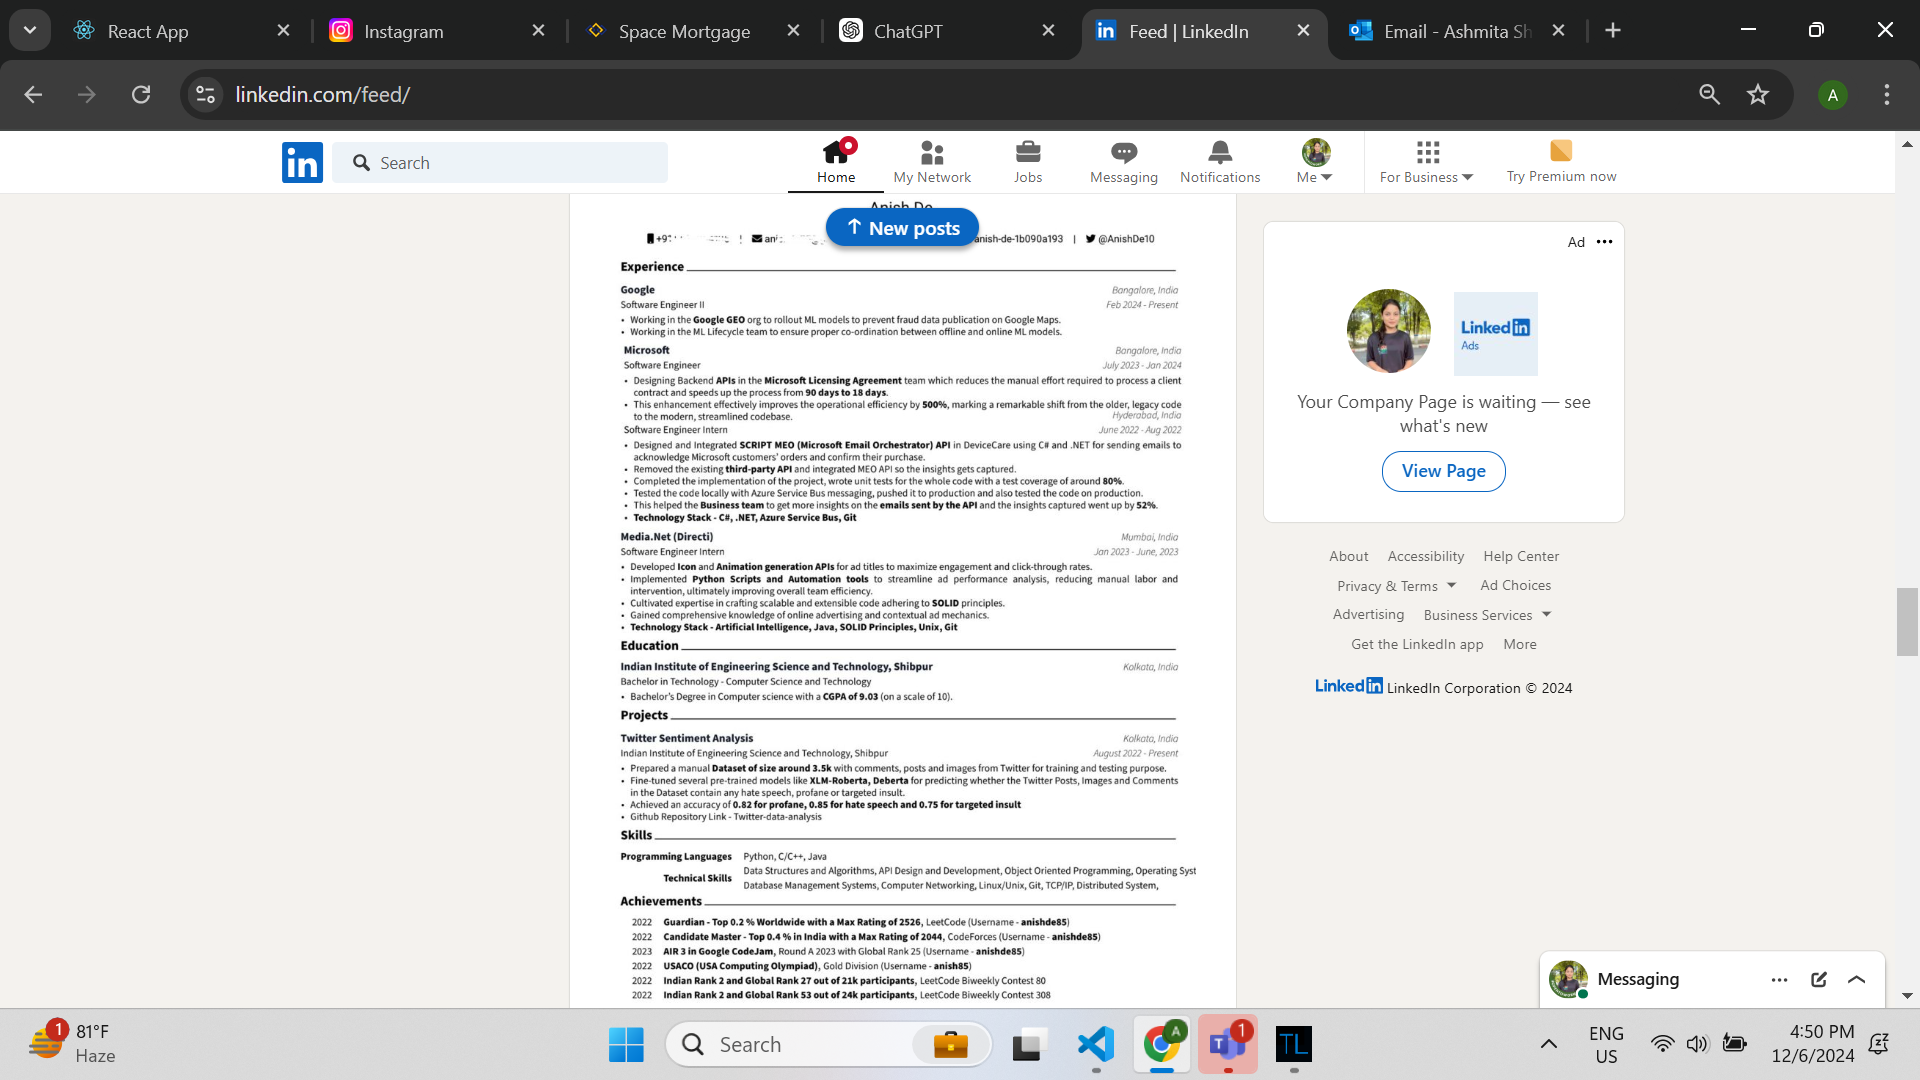 React App
Instagram
Space Mortgage
ChatGPT
Feed | LinkedIn
Email - Ashmita Sh
linkedin.com/feed/
A
in
Search
Home
My Network
Jobs
Messaging
Notifications
Me
For Business
Try Premium now
Anish De
↑ New posts
anish-de-1b090a193 | @AnishDe10
Experience
Google Bangalore, India
Software Engineer II Feb 2024 - Present
• Working in the Google GEO org to rollout ML models to prevent fraud data publication on Google Maps.
• Working in the ML Lifecycle team to ensure proper co-ordination between offline and online ML models.
Microsoft Bangalore, India
Software Engineer July 2023 - Jan 2024
• Designing Backend APIs in the Microsoft Licensing Agreement team which reduces the manual effort required to process a client
contract and speeds up the process from 90 days to 18 days.
• This enhancement effectively improves the operational efficiency by 500%, marking a remarkable shift from the older, legacy code
to the modern, streamlined codebase. Hyderabad, India
Software Engineer Intern June 2022 - Aug 2022
• Designed and Integrated SCRIPT MEO (Microsoft Email Orchestrator) API in DeviceCare using C# and .NET for sending emails to
acknowledge Microsoft customers' orders and confirm their purchase.
• Removed the existing third-party API and integrated MEO API so the insights gets captured.
• Completed the implementation of the project, wrote unit tests for the whole code with a test coverage of around 80%.
• Tested the code locally with Azure Service Bus messaging, pushed it to production and also tested the code on production.
• This helped the Business team to get more insights on the emails sent by the API and the insights captured went up by 52%.
• Technology Stack - C#, .NET, Azure Service Bus, Git
Media.Net (Directi) Mumbai, India
Software Engineer Intern Jan 2023 - June, 2023
• Developed Icon and Animation generation APIs for ad titles to maximize engagement and click-through rates.
• Implemented Python Scripts and Automation tools to streamline ad performance analysis, reducing manual labor and
intervention, ultimately improving overall team efficiency.
• Cultivated expertise in crafting scalable and extensible code adhering to SOLID principles.
• Gained comprehensive knowledge of online advertising and contextual ad mechanics.
• Technology Stack - Artificial Intelligence, Java, SOLID Principles, Unix, Git
Education
Indian Institute of Engineering Science and Technology, Shibpur Kolkata, India
Bachelor in Technology - Computer Science and Technology
• Bachelor's Degree in Computer science with a CGPA of 9.03 (on a scale of 10).
Projects
Twitter Sentiment Analysis Kolkata, India
Indian Institute of Engineering Science and Technology, Shibpur August 2022 - Present
• Prepared a manual Dataset of size around 3.5k with comments, posts and images from Twitter for training and testing purpose.
• Fine-tuned several pre-trained models like XLM-Roberta, Deberta for predicting whether the Twitter Posts, Images and Comments
in the Dataset contain any hate speech, profane or targeted insult.
• Achieved an accuracy of 0.82 for profane, 0.85 for hate speech and 0.75 for targeted insult
• Github Repository Link - Twitter-data-analysis
Skills
Programming Languages Python, C/C++, Java
Data Structures and Algorithms, API Design and Development, Object Oriented Programming, Operating Syst
Technical Skills
Database Management Systems, Computer Networking, Linux/Unix, Git, TCP/IP, Distributed System,
Achievements
2022 Guardian - Top 0.2 % Worldwide with a Max Rating of 2526, LeetCode (Username - anishde85)
2022 Candidate Master - Top 0.4 % in India with a Max Rating of 2044, CodeForces (Username - anishde85)
2023 AIR 3 in Google CodeJam, Round A 2023 with Global Rank 25 (Username - anishde85)
2022 USACO (USA Computing Olympiad), Gold Division (Username - anish85)
2022 Indian Rank 2 and Global Rank 27 out of 21k participants, LeetCode Biweekly Contest 80
2022 Indian Rank 2 and Global Rank 53 out of 24k participants, LeetCode Biweekly Contest 308
Ad
LinkedIn
Ads
Your Company Page is waiting — see
what's new
View Page
About Accessibility Help Center
Privacy & Terms Ad Choices
Advertising Business Services
Get the LinkedIn app More
LinkedIn LinkedIn Corporation © 2024
Messaging
1
81°F
Haze
Search
A
T
1
TL
ENG
US
4:50 PM
12/6/2024